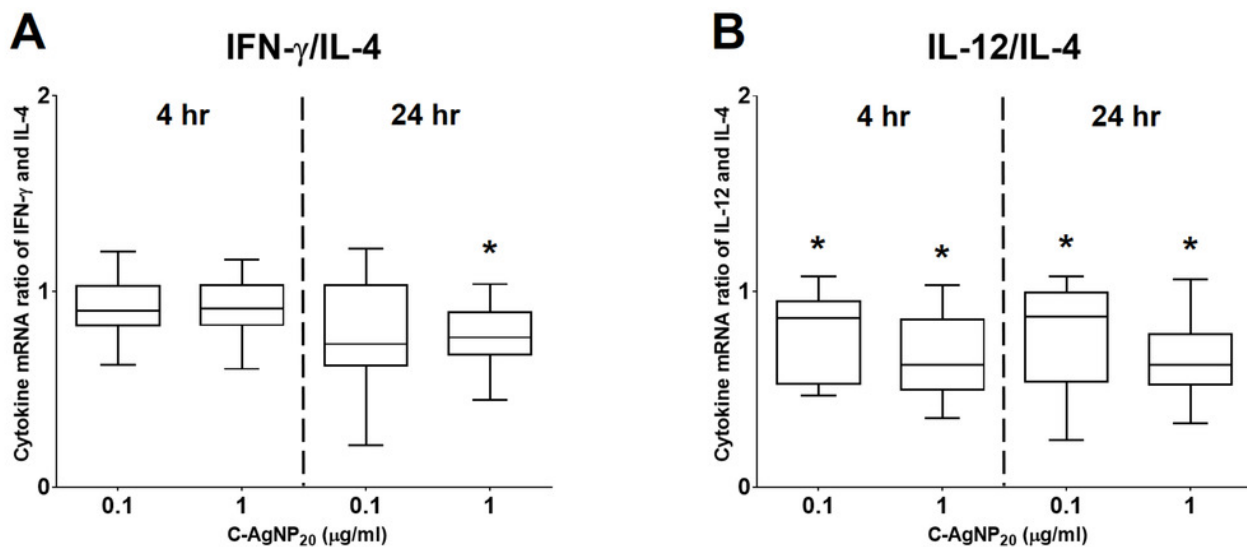 A
IFN-γ/IL-4
Cytokine mRNA ratio of IFN-γ and IL-4
2
1
0
4 hr
24 hr
*
0.1
1
0.1
1
C-AgNP₂₀ (μg/ml)
B
IL-12/IL-4
Cytokine mRNA ratio of IL-12 and IL-4
2
1
0
4 hr
24 hr
*
*
*
*
0.1
1
0.1
1
C-AgNP₂₀ (μg/ml)